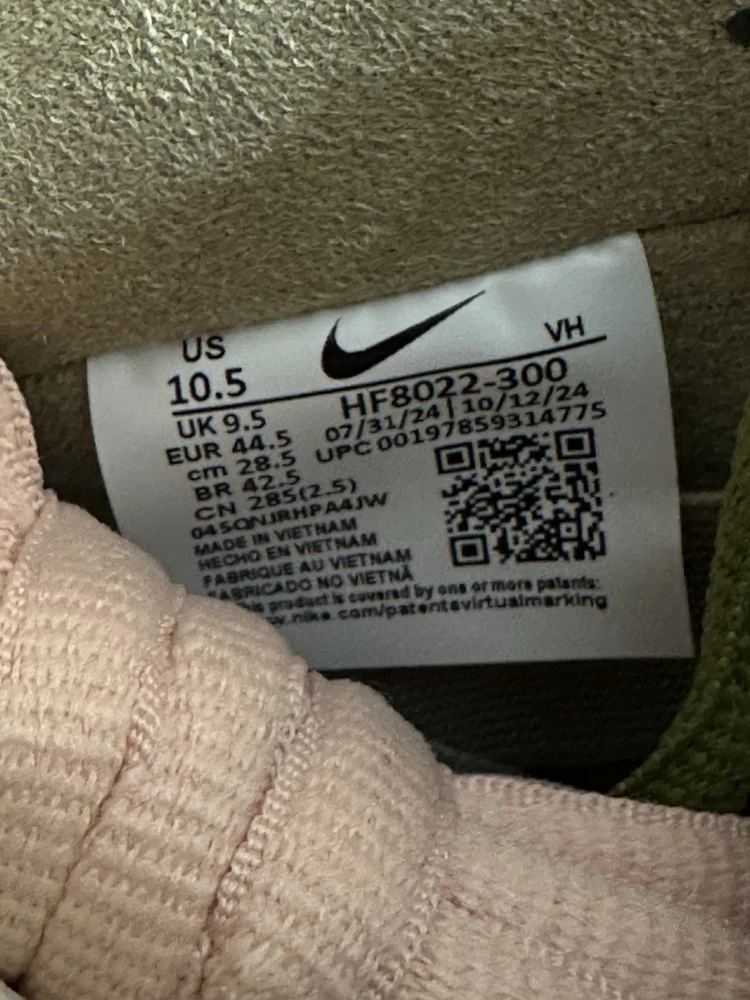 US
VH
10.5
UK 9.5
HF8022-300
EUR 44.5
07/31/24 | 10/12/24
cm 28.5
UPC 00197859314775
BR 42.5
CN 285(2.5)
045QNJRHPA4JW
MADE IN VIETNAM
HECHO EN VIETNAM
FABRIQUE AU VIETNAM
FABRICADO NO VIETNÃ
product is covered by one or more patents:
.nike.com/patentsvirtualmarking